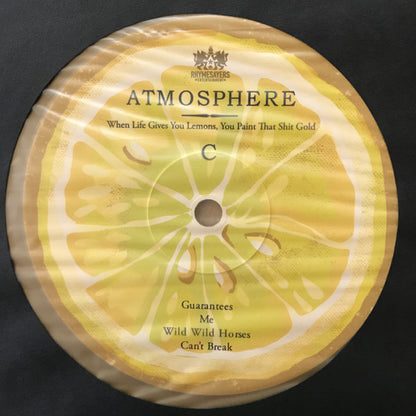 RHYMESAYERS
ENTERTAINMENT
ATMOSPHERE
When Life Gives You Lemons, You Paint That Shit Gold
C
Guarantees
Me
Wild Wild Horses
Can't Break